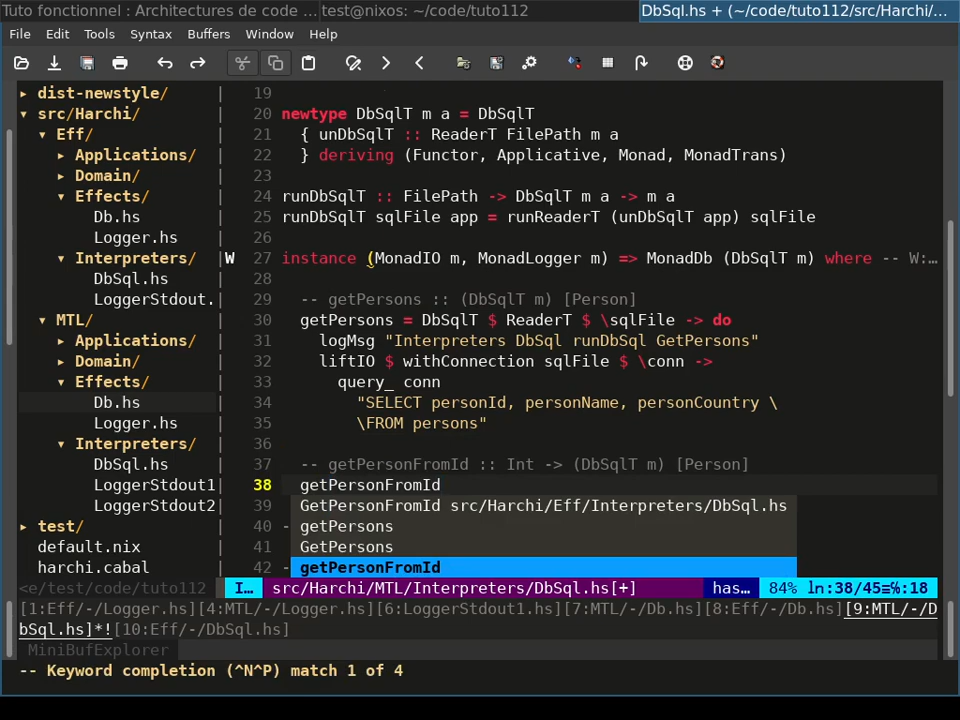 Tuto fonctionnel : Architectures de code ... test@nixos: ~/code/tuto112 DbSql.hs + (~/code/tuto112/src/Harchi/...
File Edit Tools Syntax Buffers Window Help
▸ dist-newstyle/ | 19
▾ src/Harchi/ | 20 newtype DbSqlT m a = DbSqlT
▾ Eff/ | 21 { unDbSqlT :: ReaderT FilePath m a
▸ Applications/ | 22 } deriving (Functor, Applicative, Monad, MonadTrans)
▸ Domain/ | 23
▾ Effects/ | 24 runDbSqlT :: FilePath -> DbSqlT m a -> m a
Db.hs | 25 runDbSqlT sqlFile app = runReaderT (unDbSqlT app) sqlFile
Logger.hs | 26
▾ Interpreters/ |W 27 instance (MonadIO m, MonadLogger m) => MonadDb (DbSqlT m) where -- W:…
DbSql.hs | 28
LoggerStdout. | 29 -- getPersons :: (DbSqlT m) [Person]
▾ MTL/ | 30 getPersons = DbSqlT $ ReaderT $ \sqlFile -> do
▸ Applications/ | 31 logMsg "Interpreters DbSql runDbSql GetPersons"
▸ Domain/ | 32 liftIO $ withConnection sqlFile $ \conn ->
▾ Effects/ | 33 query_ conn
Db.hs | 34 "SELECT personId, personName, personCountry \
Logger.hs | 35 \FROM persons"
▾ Interpreters/ | 36
DbSql.hs | 37 -- getPersonFromId :: Int -> (DbSqlT m) [Person]
LoggerStdout1| 38 getPersonFromId
LoggerStdout2| 39 GetPersonFromId src/Harchi/Eff/Interpreters/DbSql.hs
▸ test/ | 40 - getPersons
default.nix | 41 GetPersons
harchi.cabal | 42 - getPersonFromId
<e/test/code/tuto112 I… src/Harchi/MTL/Interpreters/DbSql.hs[+] has… 84% ln:38/45≡℅:18
[1:Eff/-/Logger.hs][4:MTL/-/Logger.hs][6:LoggerStdout1.hs][7:MTL/-/Db.hs][8:Eff/-/Db.hs][9:MTL/-/D
bSql.hs]*![10:Eff/-/DbSql.hs]
MiniBufExplorer
-- Keyword completion (^N^P) match 1 of 4